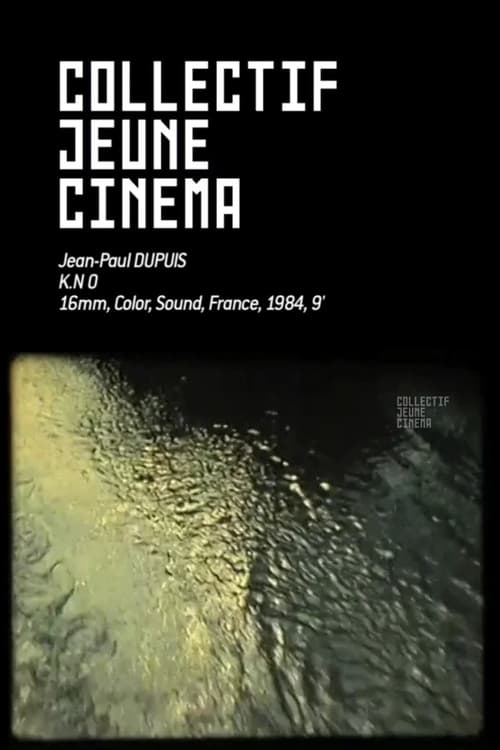 COLLECTIF
JEUNE
CINEMA
Jean-Paul DUPUIS
K.N O
16mm, Color, Sound, France, 1984, 9'
COLLECTIF
JEUNE
CINEMA